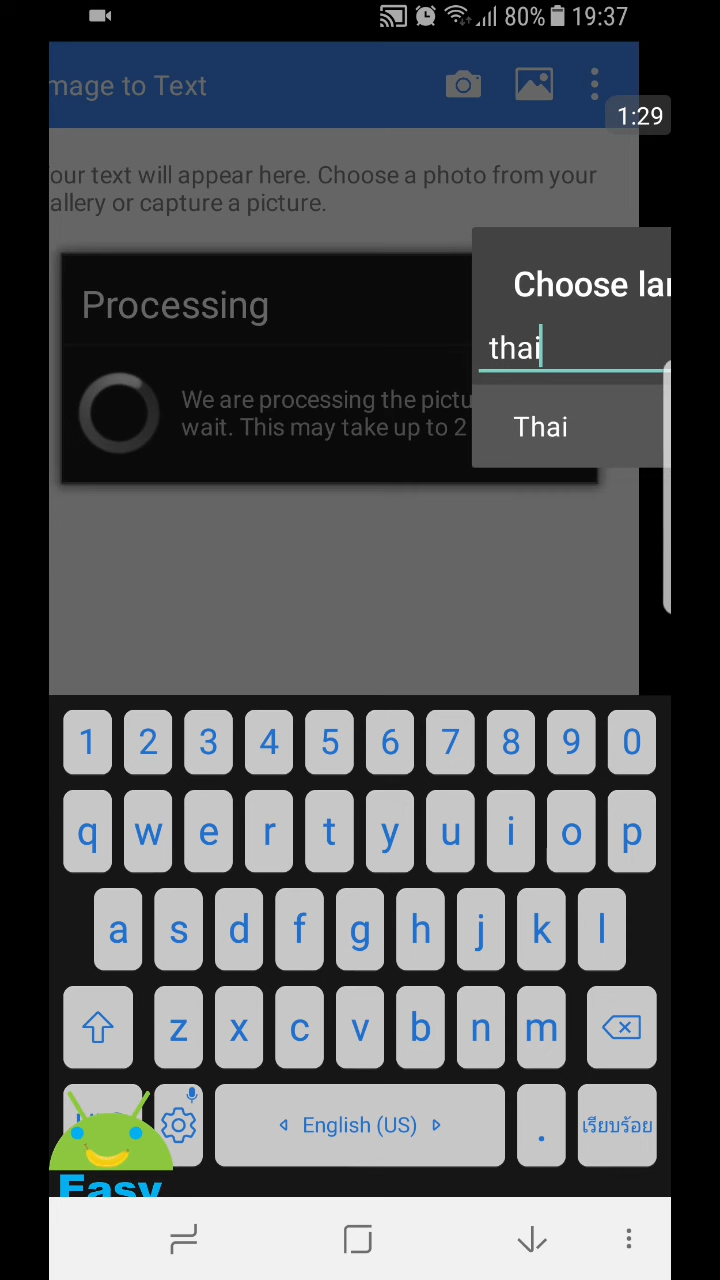 80% 19:37
mage to Text
1:29
our text will appear here. Choose a photo from your
allery or capture a picture.
Processing
Choose lan
thai
We are processing the pictu
wait. This may take up to 2
Thai
1 2 3 4 5 6 7 8 9 0
q w e r t y u i o p
a s d f g h j k l
z x c v b n m
English (US) . เรียบร้อย
Easy